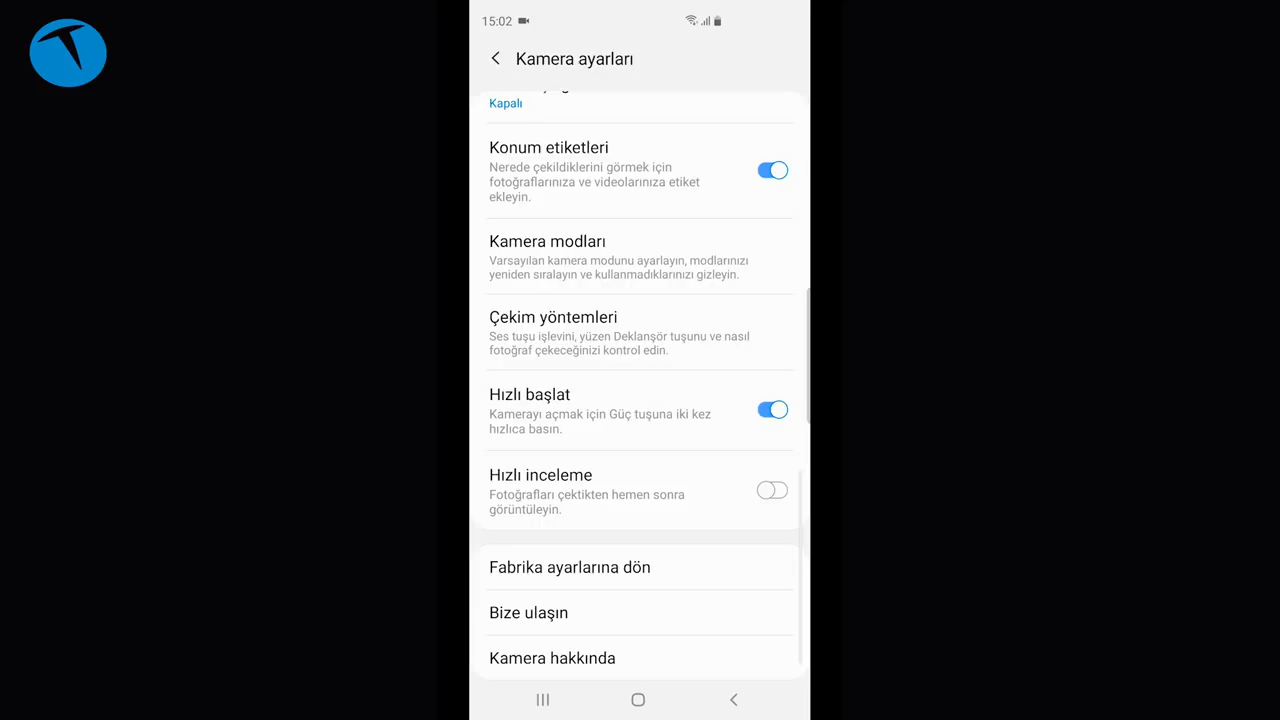 15:02
Kamera ayarları
Kapalı
Konum etiketleri
Nerede çekildiklerini görmek için
fotoğraflarınıza ve videolarınıza etiket
ekleyin.
Kamera modları
Varsayılan kamera modunu ayarlayın, modlarınızı
yeniden sıralayın ve kullanmadıklarınızı gizleyin.
Çekim yöntemleri
Ses tuşu işlevini, yüzen Deklanşör tuşunu ve nasıl
fotoğraf çekeceğinizi kontrol edin.
Hızlı başlat
Kamerayı açmak için Güç tuşuna iki kez
hızlıca basın.
Hızlı inceleme
Fotoğrafları çektikten hemen sonra
görüntüleyin.
Fabrika ayarlarına dön
Bize ulaşın
Kamera hakkında